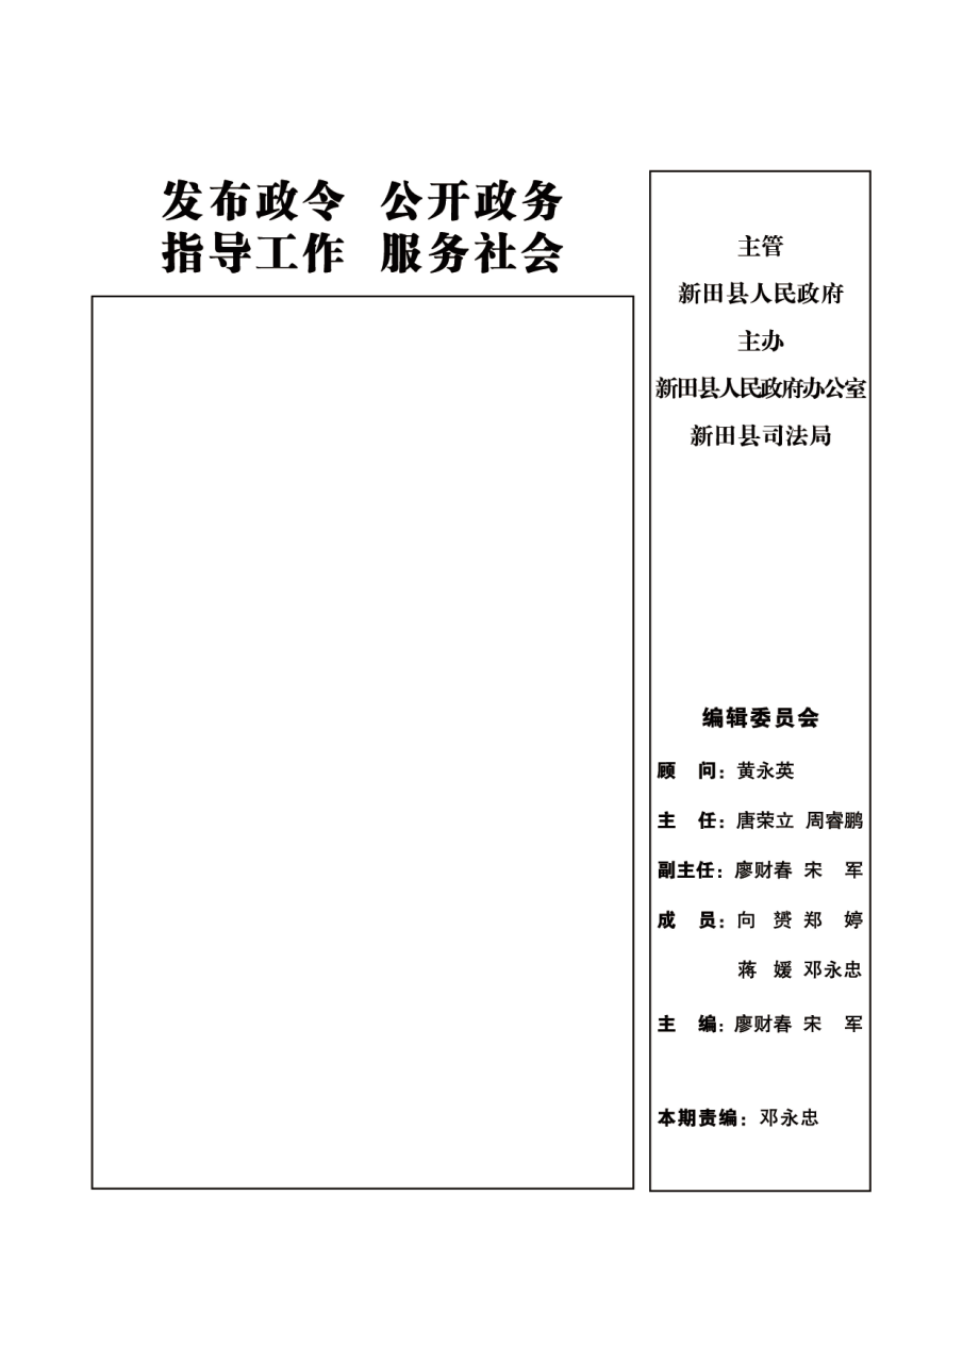 发布政令 公开政务
指导工作 服务社会
主管
新田县人民政府
主办
新田县人民政府办公室
新田县司法局
编辑委员会
顾 问：黄永英
主 任：唐荣立 周睿鹏
副主任：廖财春 宋 军
成 员：向 赟 郑 婷
蒋 媛 邓永忠
主 编：廖财春 宋 军
本期责编：邓永忠